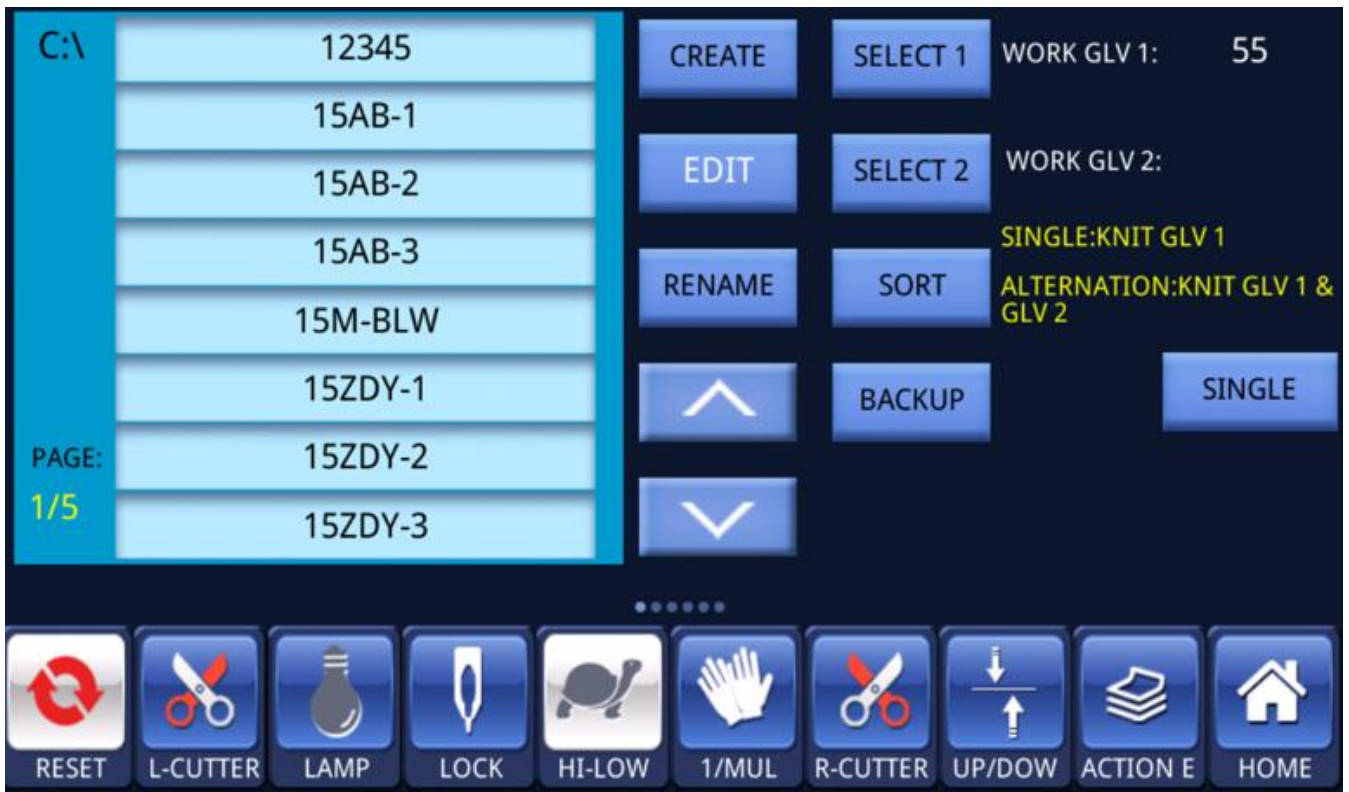 C:\
12345
15AB-1
15AB-2
15AB-3
15M-BLW
15ZDY-1
15ZDY-2
15ZDY-3
PAGE:
1/5
CREATE
EDIT
RENAME
SELECT 1
SELECT 2
SORT
BACKUP
WORK GLV 1: 55
WORK GLV 2:
SINGLE:KNIT GLV 1
ALTERNATION:KNIT GLV 1 &
GLV 2
SINGLE
RESET
L-CUTTER
LAMP
LOCK
HI-LOW
1/MUL
R-CUTTER
UP/DOW
ACTION E
HOME